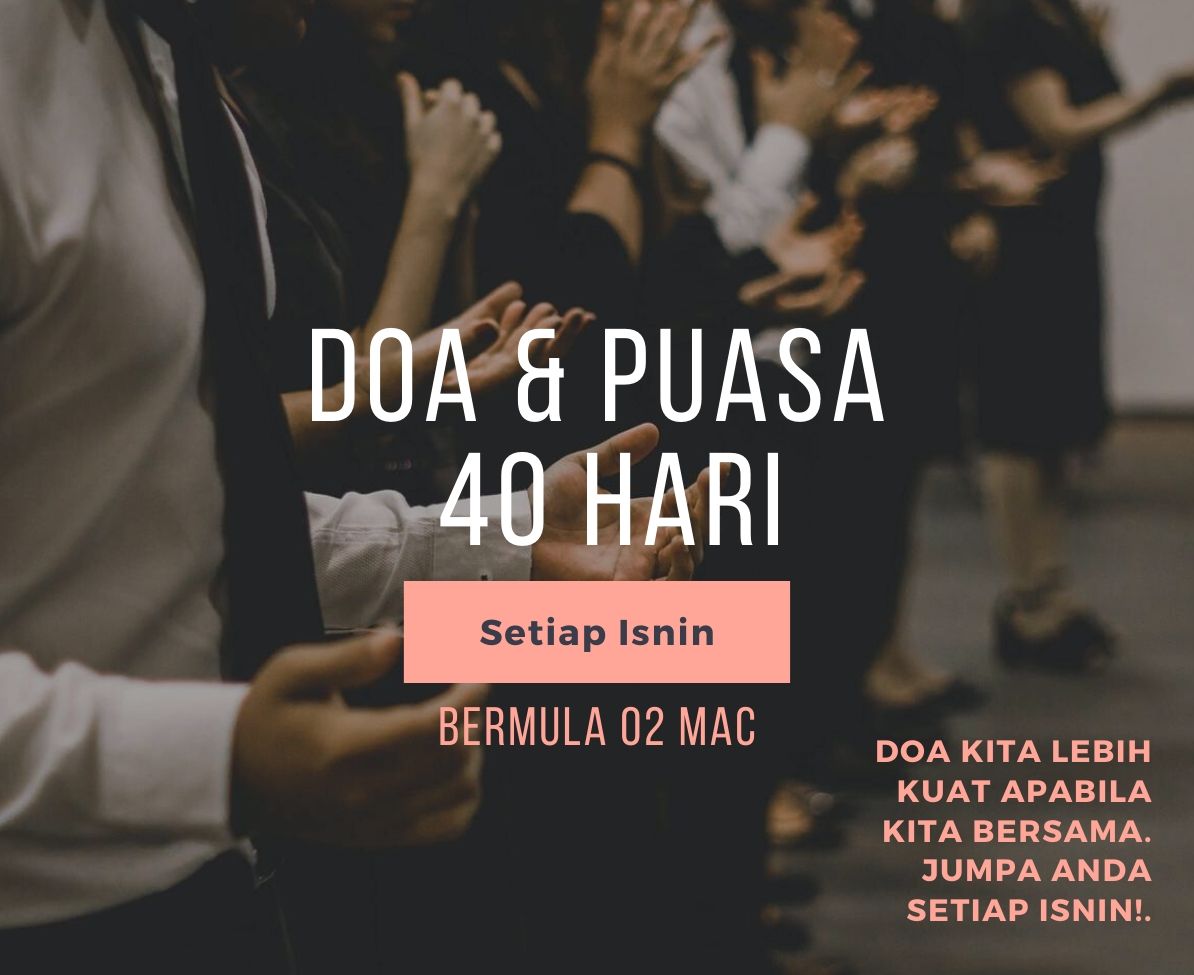 DOA & PUASA
40 HARI
Setiap Isnin
BERMULA 02 MAC
DOA KITA LEBIH
KUAT APABILA
KITA BERSAMA.
JUMPA ANDA
SETIAP ISNIN!.